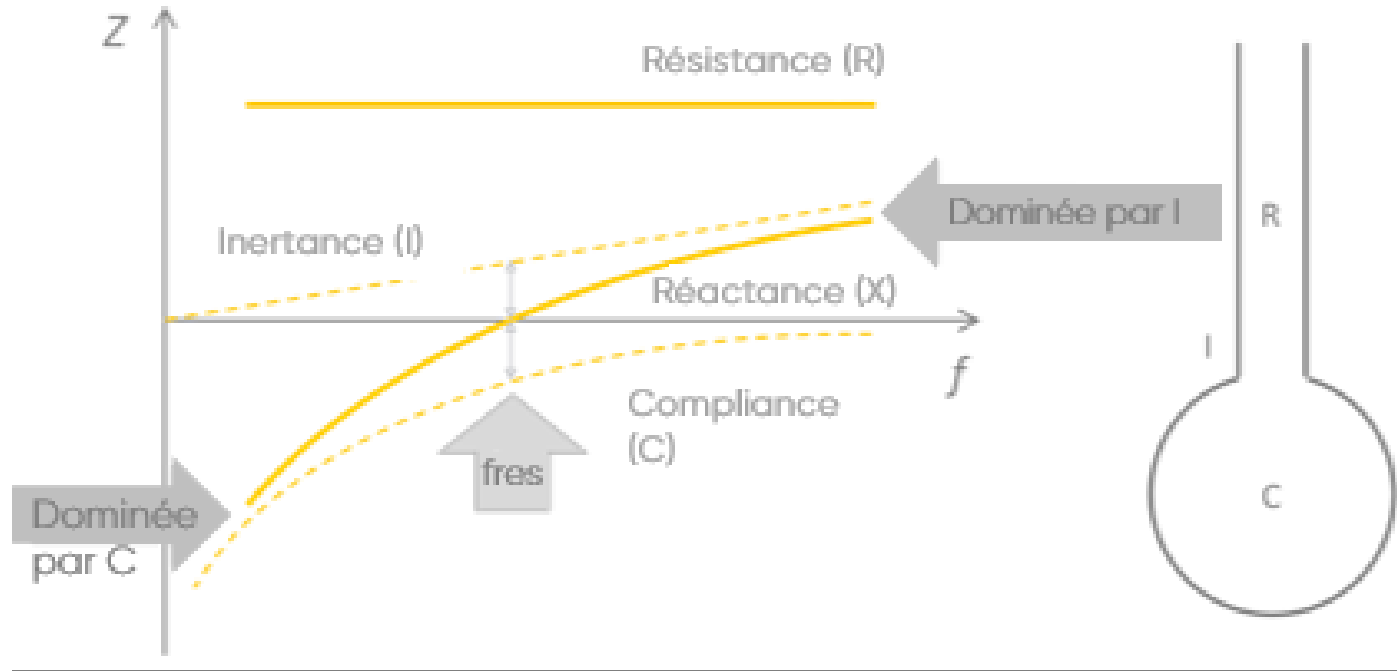 Z
Résistance (R)
Dominée par I
R
Inertance (I)
Réactance (X)
I
f
Compliance
(C)
fres
C
Dominée
par C